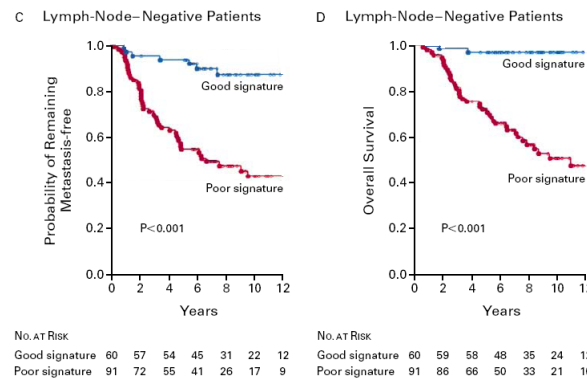 C Lymph-Node–Negative Patients
Probability of Remaining
Metastasis-free
1.0
0.8
0.6
0.4
0.2
0.0
Good signature
Poor signature
P<0.001
0 2 4 6 8 10 12
Years
NO. AT RISK
Good signature 60 57 54 45 31 22 12
Poor signature 91 72 55 41 26 17 9
D Lymph-Node–Negative Patients
Overall Survival
1.0
0.8
0.6
0.4
0.2
0.0
Good signature
Poor signature
P<0.001
0 2 4 6 8 10
Years
NO. AT RISK
Good signature 60 59 58 48 35 24
Poor signature 91 86 66 50 33 21